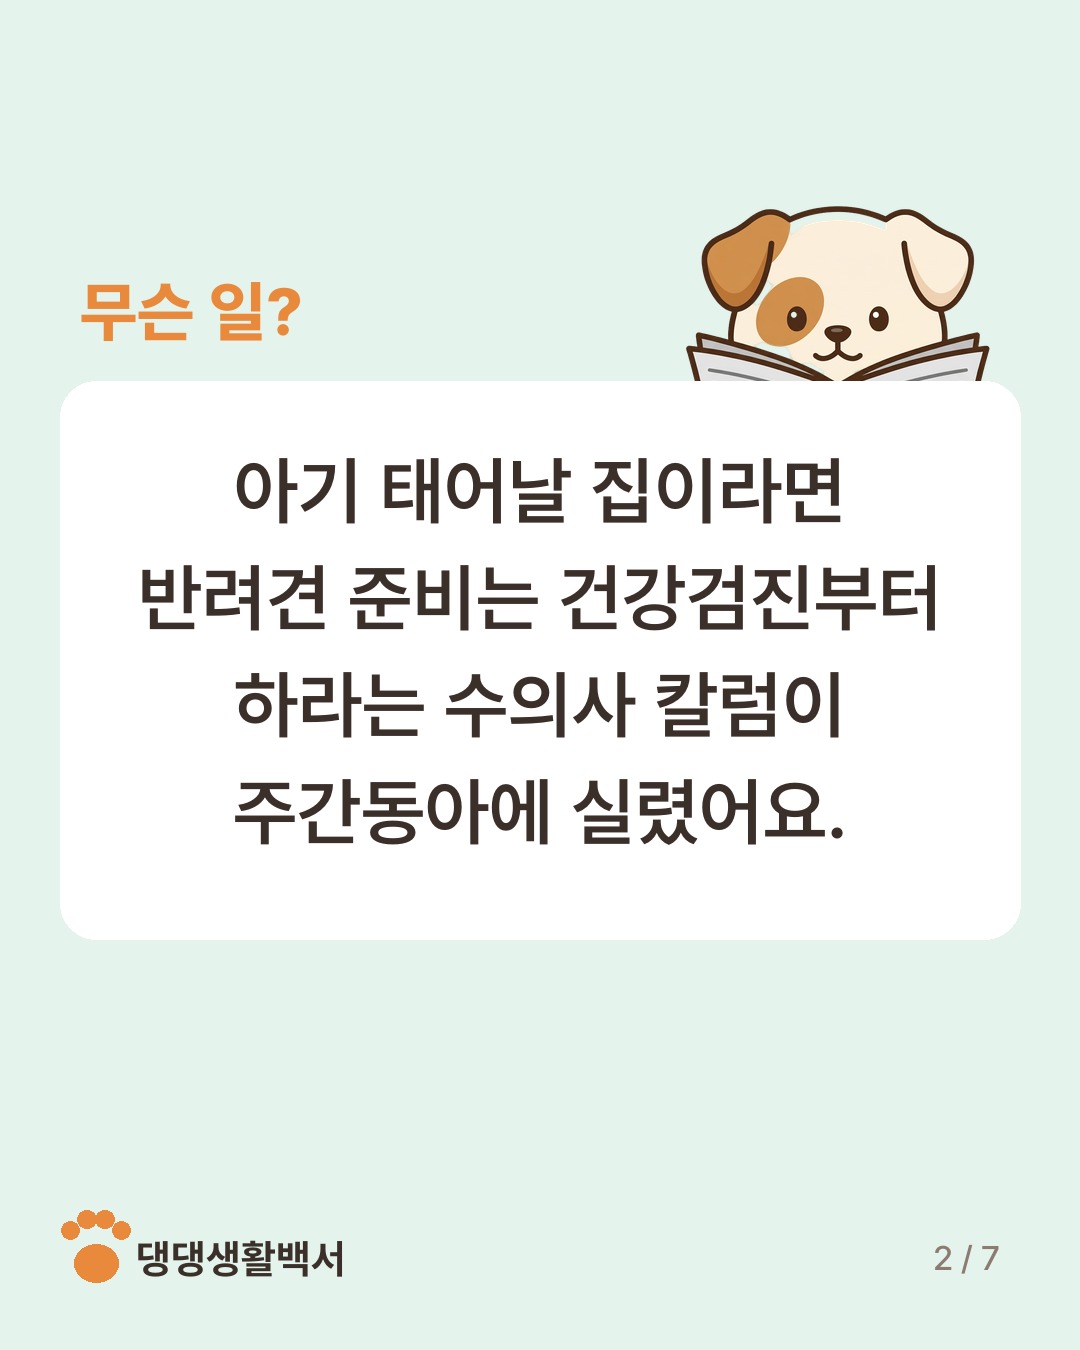 무슨 일?
아기 태어날 집이라면
반려견 준비는 건강검진부터
하라는 수의사 칼럼이
주간동아에 실렸어요.
댕댕생활백서
2 / 7